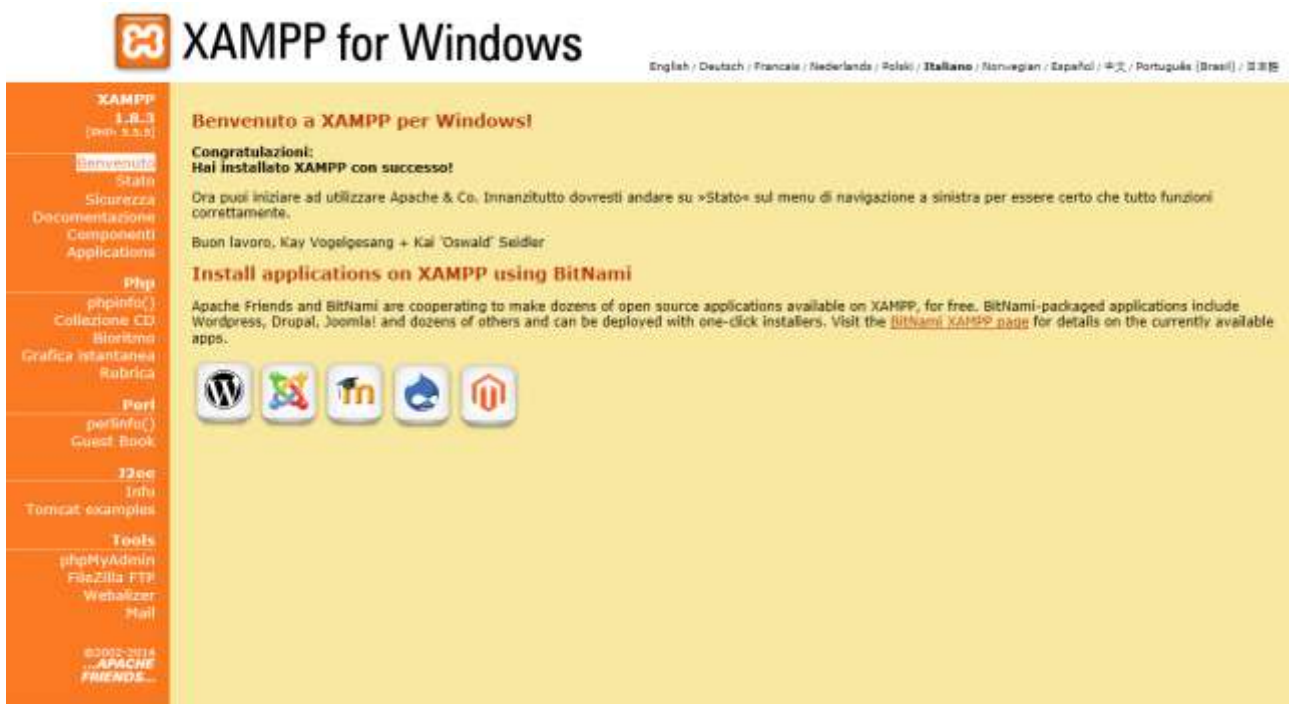 XAMPP for Windows
English / Deutsch / Francais / Nederlands / Polski / Italiano / Norwegian / Español / 中文 / Português (Brasil) / 日本語
XAMPP
1.8.3
[PHP: 5.5.9]
Benvenuto
Stato
Sicurezza
Documentazione
Componenti
Applications
Php
phpinfo()
Collezione CD
Bioritmo
Grafica istantanea
Rubrica
Perl
perlinfo()
Guest Book
J2ee
Info
Tomcat examples
Tools
phpMyAdmin
FileZilla FTP
Webalizer
Mail
©2002-2014
...APACHE
FRIENDS...
Benvenuto a XAMPP per Windows!
Congratulazioni:
Hai installato XAMPP con successo!
Ora puoi iniziare ad utilizzare Apache & Co. Innanzitutto dovresti andare su »Stato« sul menu di navigazione a sinistra per essere certo che tutto funzioni
correttamente.
Buon lavoro, Kay Vogelgesang + Kai 'Oswald' Seidler
Install applications on XAMPP using BitNami
Apache Friends and BitNami are cooperating to make dozens of open source applications available on XAMPP, for free. BitNami-packaged applications include
Wordpress, Drupal, Joomla! and dozens of others and can be deployed with one-click installers. Visit the BitNami XAMPP page for details on the currently available
apps.